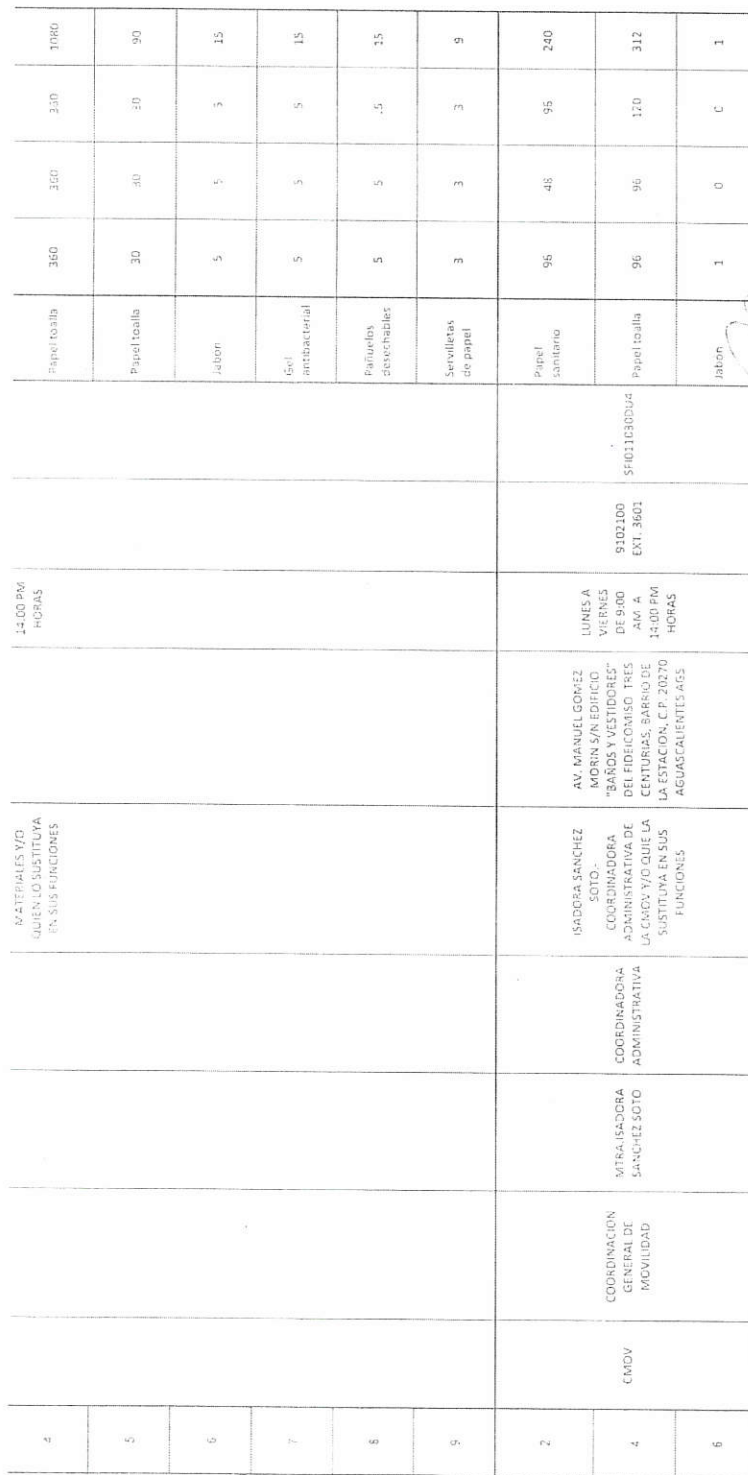 4
MATERIALES Y/O
QUIEN LO SUSTITUYA
EN SUS FUNCIONES
14:00 PM
HORAS
Papel toalla
360
360
360
1080
5
Papel toalla
30
30
30
90
6
Jabon
5
5
5
15
7
Gel
antibacterial
5
5
5
15
8
Pañuelos
desechables
5
5
5
15
9
Servilletas
de papel
3
3
3
9
2
Papel
sanitario
96
48
96
240
4
CMOV
COORDINACION
GENERAL DE
MOVILIDAD
MTRA.ISADORA
SANCHEZ SOTO
COORDINADORA
ADMINISTRATIVA
ISADORA SANCHEZ
SOTO.-
COORDINADORA
ADMINISTRATIVA DE
LA CMOV Y/O QUIE LA
SUSTITUYA EN SUS
FUNCIONES
AV. MANUEL GOMEZ
MORIN S/N EDIFICIO
"BAÑOS Y VESTIDORES"
DEL FIDEICOMISO TRES
CENTURIAS, BARRIO DE
LA ESTACION, C.P. 20270
AGUASCALIENTES AGS
LUNES A
VIERNES
DE 9:00
AM A
14:00 PM
HORAS
9102100
EXT. 3601
SFI011030DU4
Papel toalla
96
96
120
312
6
Jabon
1
0
0
1